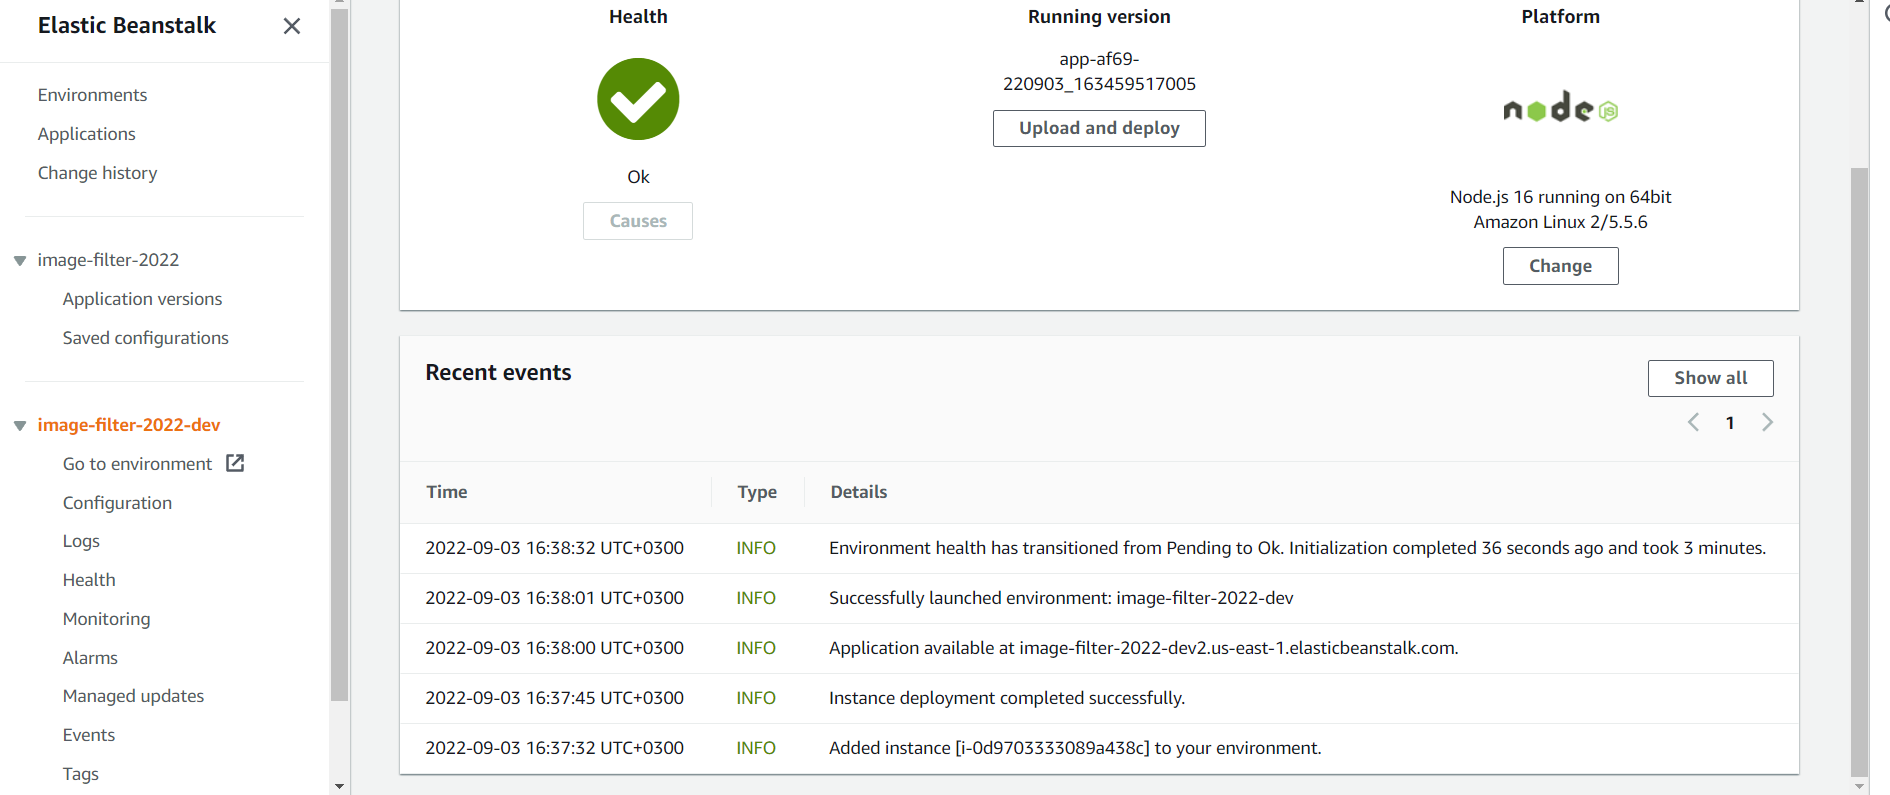 Elastic Beanstalk
Environments
Applications
Change history
image-filter-2022
Application versions
Saved configurations
image-filter-2022-dev
Go to environment
Configuration
Logs
Health
Monitoring
Alarms
Managed updates
Events
Tags
Health
Ok
Causes
Running version
app-af69-
220903_163459517005
Upload and deploy
Platform
node JS
Node.js 16 running on 64bit
Amazon Linux 2/5.5.6
Change
Recent events
Show all
1
Time Type Details
2022-09-03 16:38:32 UTC+0300 INFO Environment health has transitioned from Pending to Ok. Initialization completed 36 seconds ago and took 3 minutes.
2022-09-03 16:38:01 UTC+0300 INFO Successfully launched environment: image-filter-2022-dev
2022-09-03 16:38:00 UTC+0300 INFO Application available at image-filter-2022-dev2.us-east-1.elasticbeanstalk.com.
2022-09-03 16:37:45 UTC+0300 INFO Instance deployment completed successfully.
2022-09-03 16:37:32 UTC+0300 INFO Added instance [i-0d9703333089a438c] to your environment.